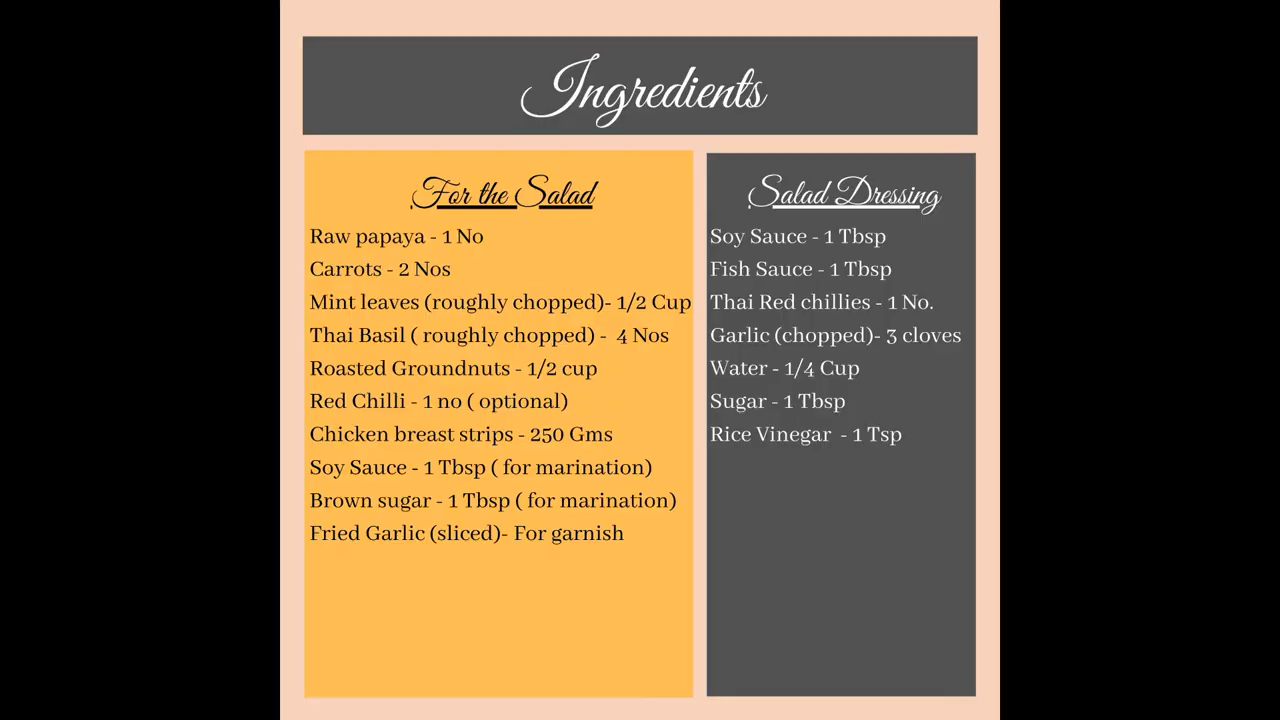 Ingredients
For the Salad
Raw papaya - 1 No
Carrots - 2 Nos
Mint leaves (roughly chopped)- 1/2 Cup
Thai Basil ( roughly chopped) -  4 Nos
Roasted Groundnuts - 1/2 cup
Red Chilli - 1 no ( optional)
Chicken breast strips - 250 Gms
Soy Sauce - 1 Tbsp ( for marination)
Brown sugar - 1 Tbsp ( for marination)
Fried Garlic (sliced)- For garnish
Salad Dressing
Soy Sauce - 1 Tbsp
Fish Sauce - 1 Tbsp
Thai Red chillies - 1 No.
Garlic (chopped)- 3 cloves
Water - 1/4 Cup
Sugar - 1 Tbsp
Rice Vinegar  - 1 Tsp